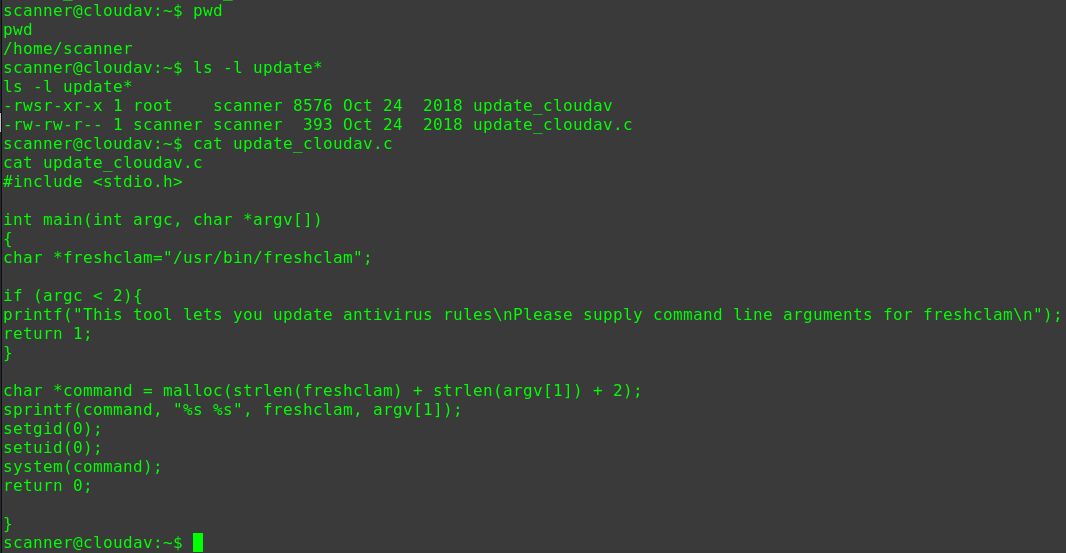 scanner@cloudav:~$ pwd
pwd
/home/scanner
scanner@cloudav:~$ ls -l update*
ls -l update*
-rwsr-xr-x 1 root    scanner 8576 Oct 24  2018 update_cloudav
-rw-rw-r-- 1 scanner scanner  393 Oct 24  2018 update_cloudav.c
scanner@cloudav:~$ cat update_cloudav.c
cat update_cloudav.c
#include <stdio.h>

int main(int argc, char *argv[])
{
char *freshclam="/usr/bin/freshclam";

if (argc < 2){
printf("This tool lets you update antivirus rules\nPlease supply command line arguments for freshclam\n");
return 1;
}

char *command = malloc(strlen(freshclam) + strlen(argv[1]) + 2);
sprintf(command, "%s %s", freshclam, argv[1]);
setgid(0);
setuid(0);
system(command);
return 0;

}
scanner@cloudav:~$